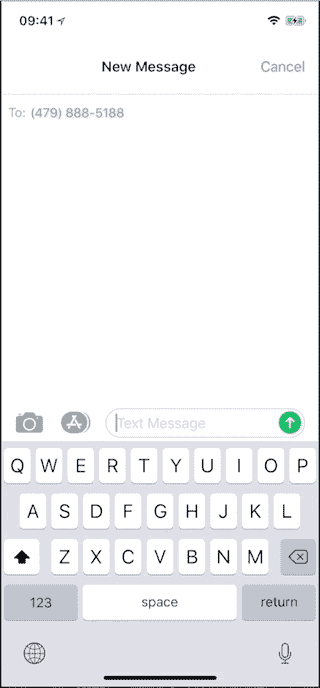 09:41
New Message Cancel
To: (479) 888-5188
Text Message
Q W E R T Y U I O P
A S D F G H J K L
Z X C V B N M
123 space return